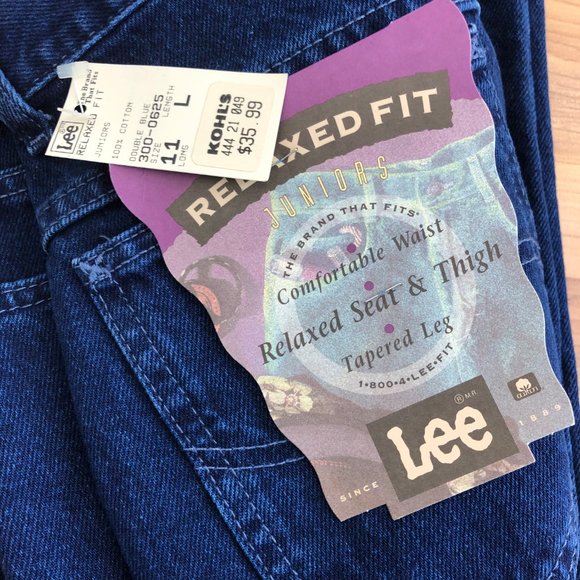 Lee
The Brand
That Fits
RELAXED FIT
JUNIORS
100% COTTON
DOUBLE BLUE
300-0625
SIZE LENGTH
11 L
LONG
KOHL'S
444 21 049
$35.99
RELAXED FIT
JUNIORS
THE BRAND THAT FITS
Comfortable Waist
Relaxed Seat & Thigh
Tapered Leg
1•800•4•LEE•FIT
Lee
® M.R.
SINCE 1889